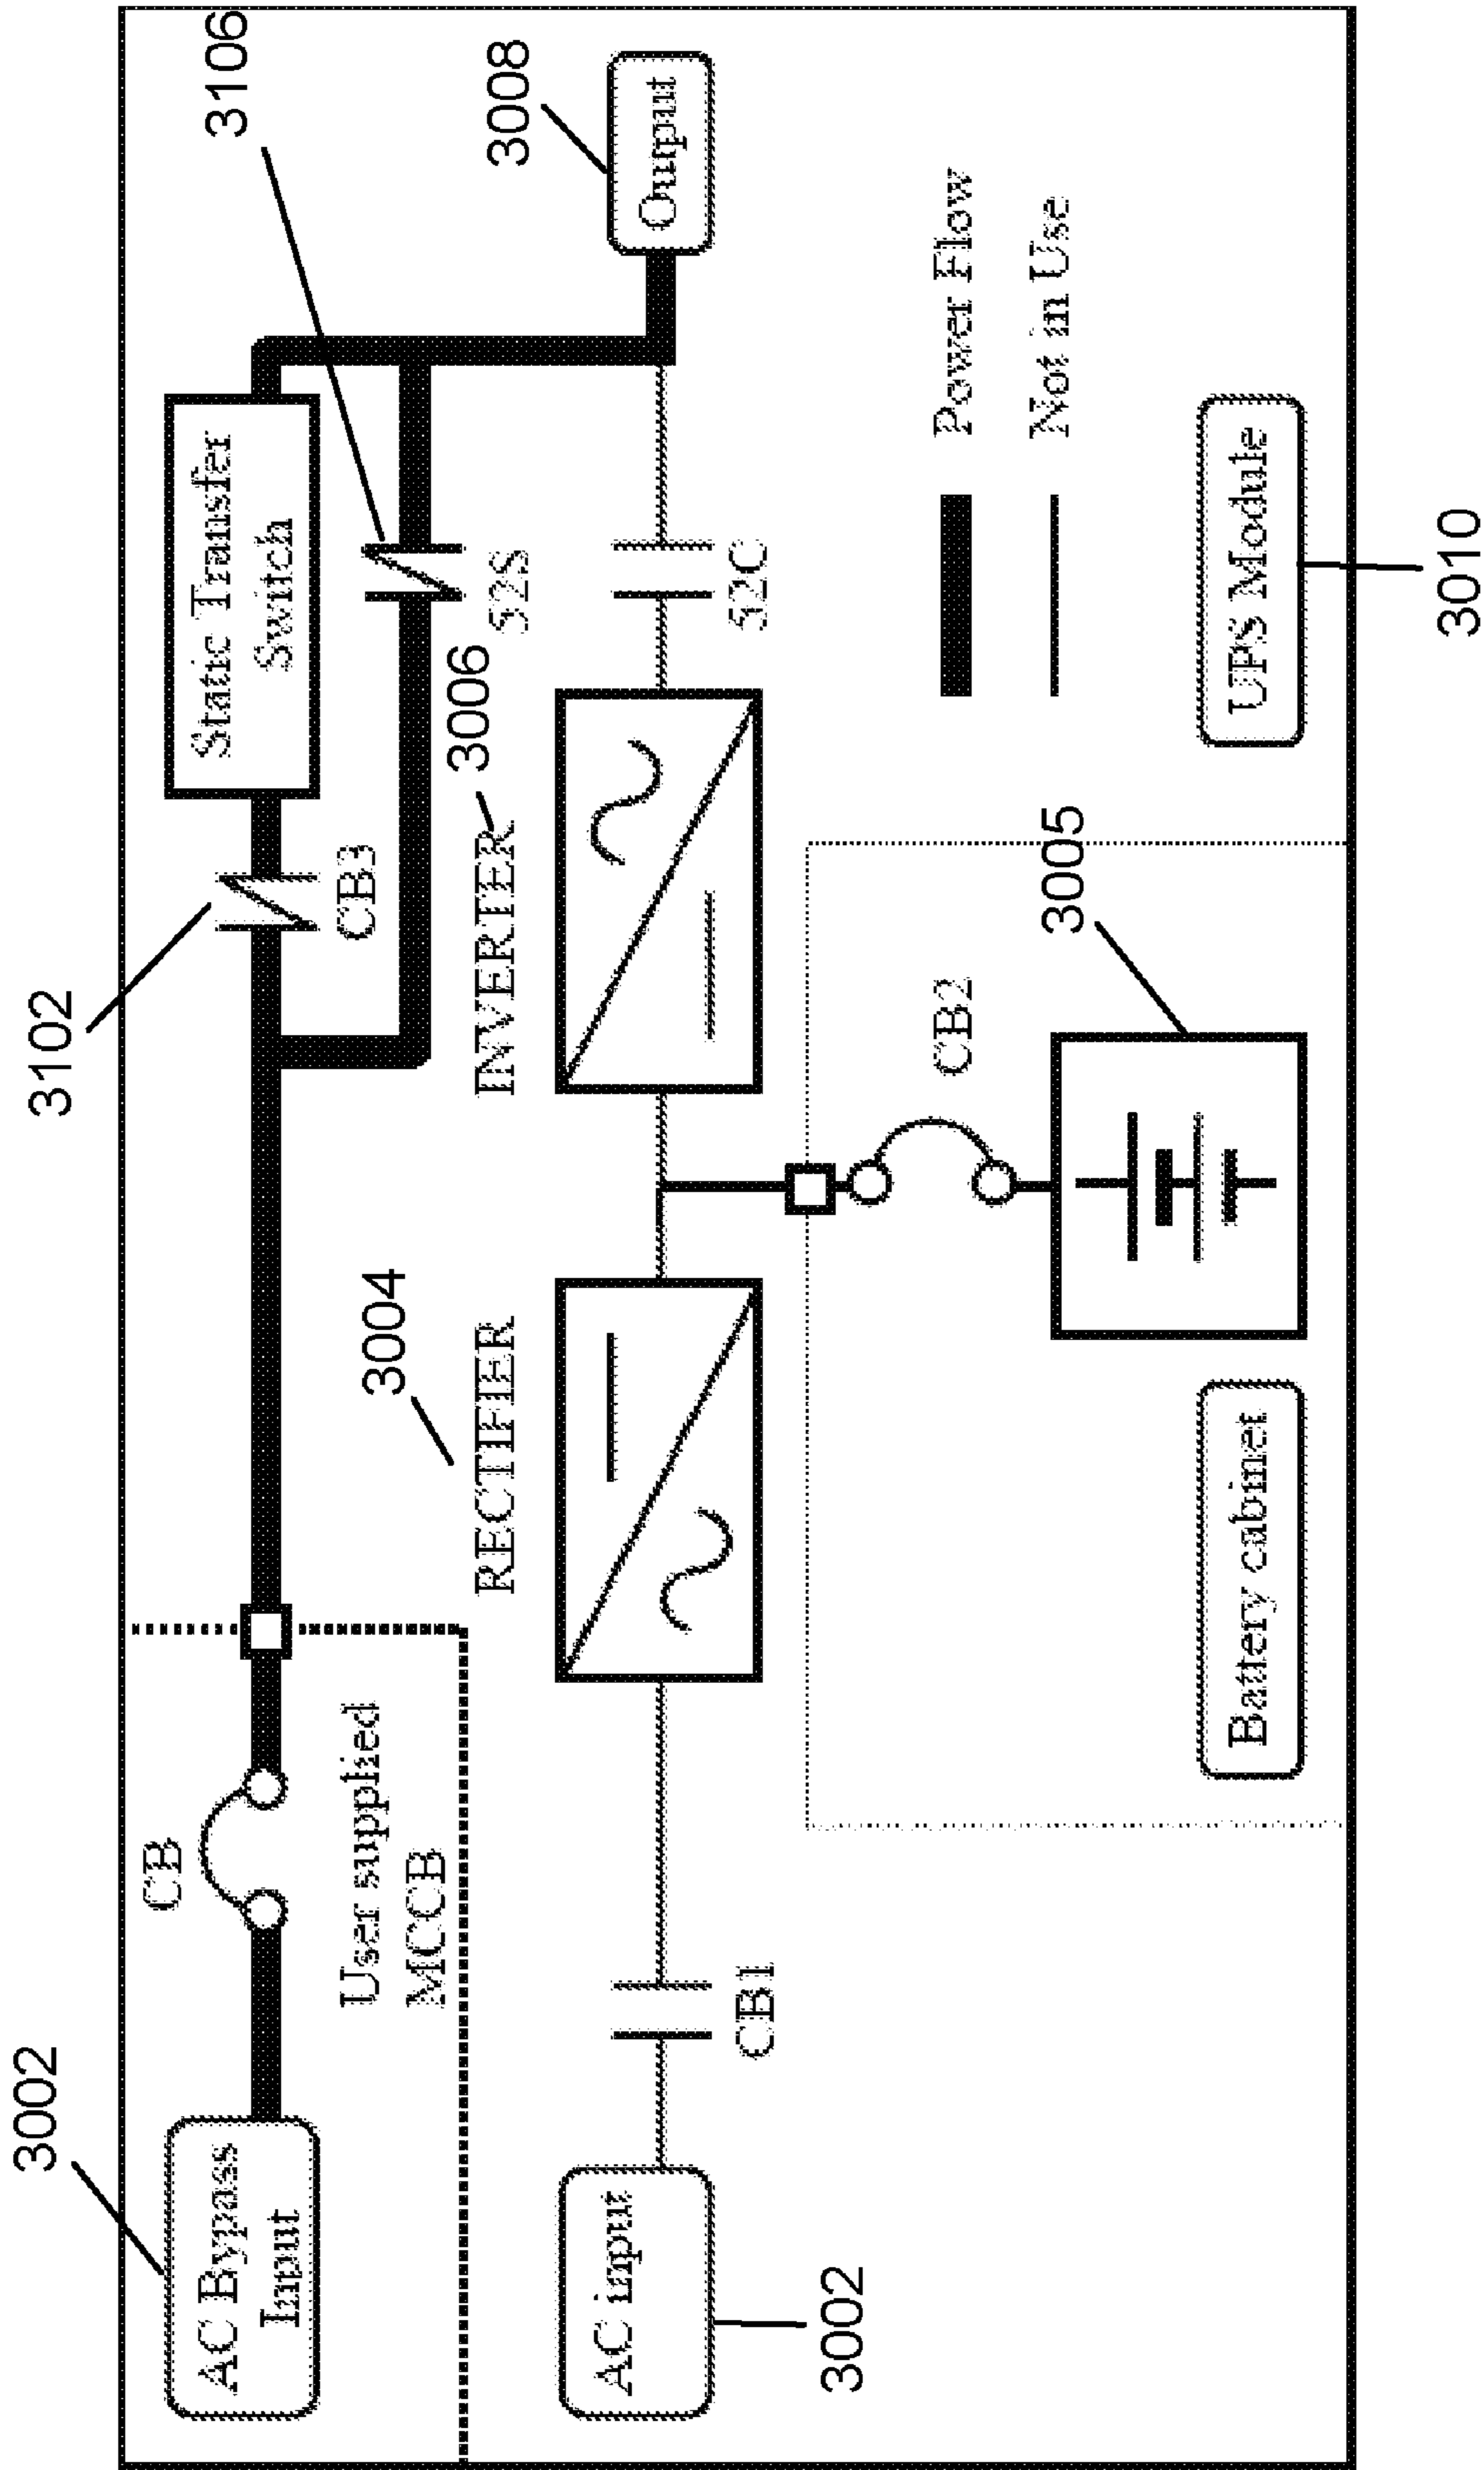 3002
AC Bypass
Input
CB
User supplied
MCCB
3102
CB3
Static Transfer
Switch
3106
52S
3004
RECTIFIER
INVERTER
3006
3008
Output
AC input
3002
CB1
52C
CB2
3005
Power Flow
Not in Use
Battery cabinet
UPS Module
3010